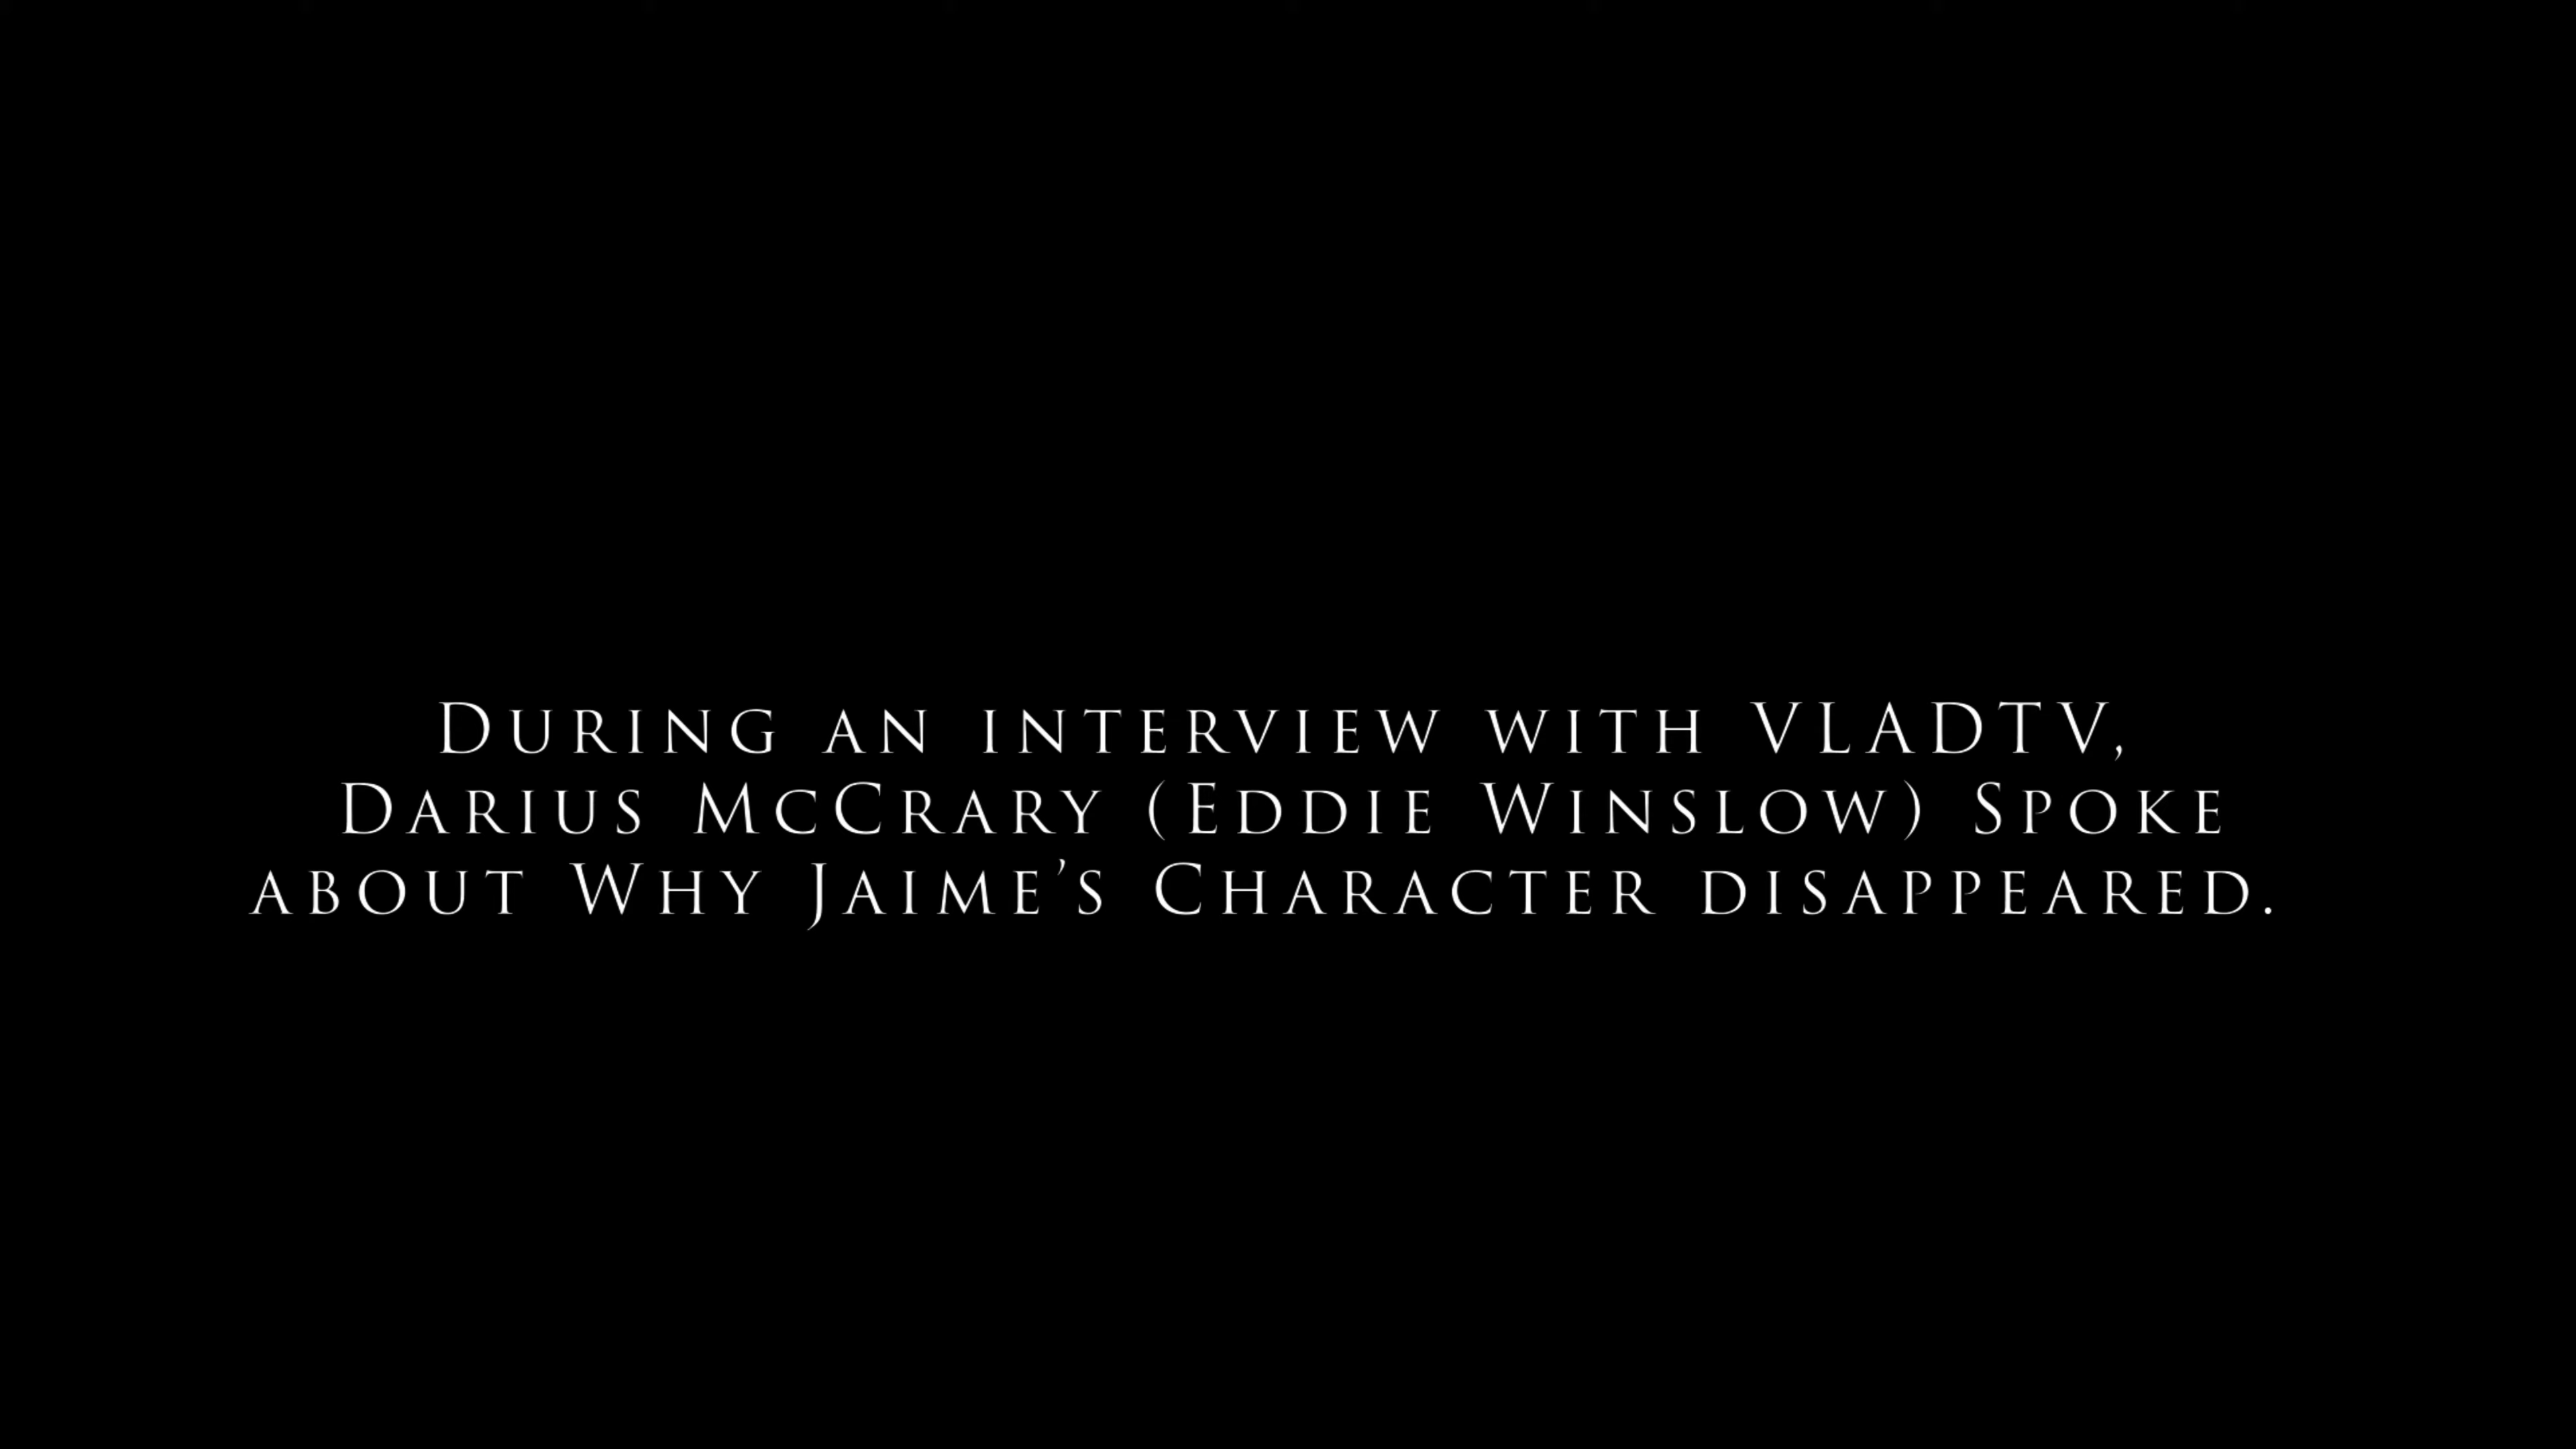 During an interview with VLADTV,
Darius McCrary (Eddie Winslow) Spoke
about Why Jaime’s Character disappeared.